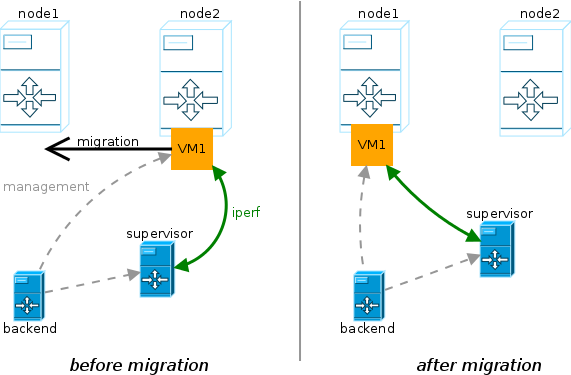 node1
node2
migration
VM1
management
iperf
supervisor
backend
before migration
node1
node2
VM1
supervisor
backend
after migration